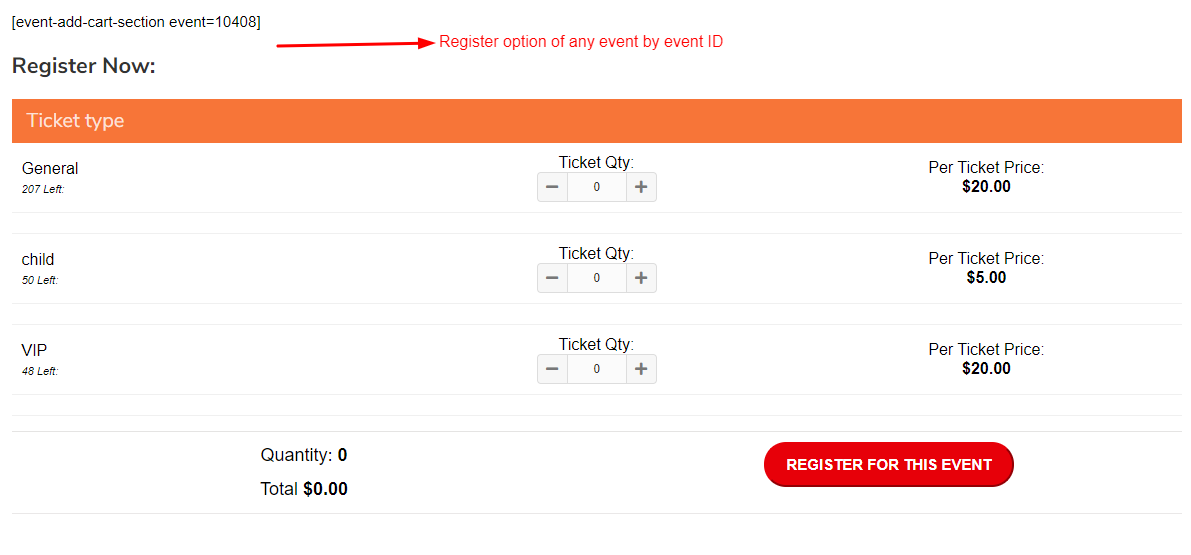 [event-add-cart-section event=10408]
Register option of any event by event ID
Register Now:
Ticket type
General
207 Left:
Ticket Qty:
0
Per Ticket Price:
$20.00
child
50 Left:
Ticket Qty:
0
Per Ticket Price:
$5.00
VIP
48 Left:
Ticket Qty:
0
Per Ticket Price:
$20.00
Quantity: 0
Total $0.00
REGISTER FOR THIS EVENT